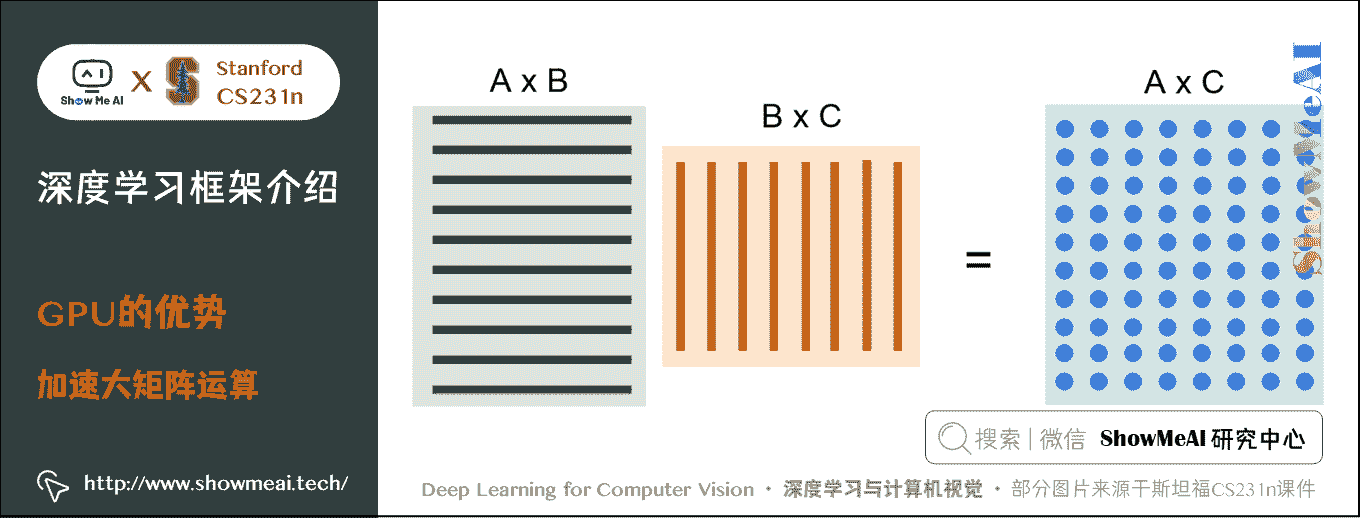 Show Me AI
X
Stanford
CS231n
深度学习框架介绍
GPU的优势
加速大矩阵运算
http://www.showmeai.tech/
A x B
B x C
=
A x C
ShowMeAI
搜索 | 微信 ShowMeAI 研究中心
Deep Learning for Computer Vision · 深度学习与计算机视觉 · 部分图片来源于斯坦福CS231n课件